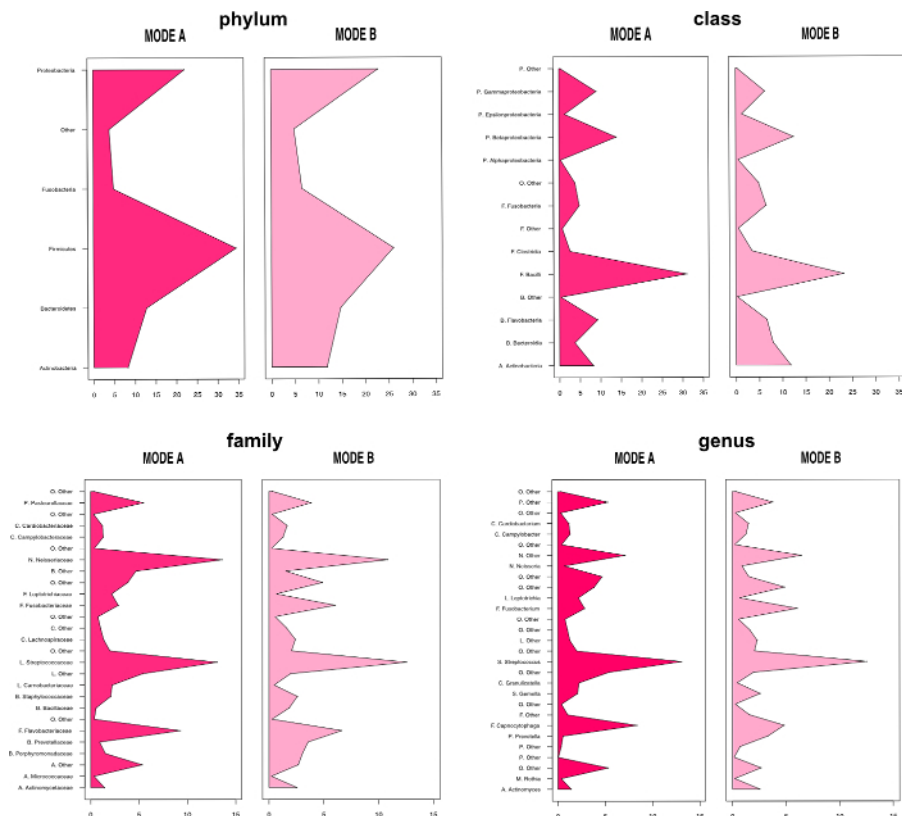 phylum
MODE A
MODE B
Proteobacteria
Other
Fusobacteria
Firmicutes
Bacteroidetes
Actinobacteria
0 5 10 15 20 25 30 35
0 5 10 15 20 25 30 35
class
MODE A
MODE B
P. Other
P. Gammaproteobacteria
P. Epsilonproteobacteria
P. Betaproteobacteria
P. Alphaproteobacteria
O. Other
F. Fusobacteria
F. Other
F. Clostridia
F. Bacilli
B. Other
B. Flavobacteria
B. Bacteroidia
A. Actinobacteria
0 5 10 15 20 25 30 35
0 5 10 15 20 25 30 35
family
MODE A
MODE B
O. Other
P. Pasteurellaceae
O. Other
C. Cardiobacteriaceae
C. Campylobacteraceae
O. Other
N. Neisseriaceae
B. Other
O. Other
F. Leptotrichiaceae
F. Fusobacteriaceae
O. Other
C. Other
C. Lachnospiraceae
O. Other
L. Streptococcaceae
L. Other
L. Carnobacteriaceae
B. Staphylococcaceae
B. Bacillaceae
O. Other
F. Flavobacteriaceae
B. Prevotellaceae
B. Porphyromonadaceae
A. Other
A. Micrococcaceae
A. Actinomycetaceae
0 5 10 15
0 5 10 15
genus
MODE A
MODE B
O. Other
P. Other
O. Other
C. Cardiobacterium
C. Campylobacter
O. Other
N. Other
N. Neisseria
O. Other
O. Other
L. Leptotrichia
F. Fusobacterium
O. Other
O. Other
L. Other
O. Other
S. Streptococcus
O. Other
C. Granulicatella
S. Gemella
O. Other
F. Other
F. Capnocytophaga
P. Prevotella
P. Other
P. Other
O. Other
M. Rothia
A. Actinomyces
0 5 10 15
0 5 10 15